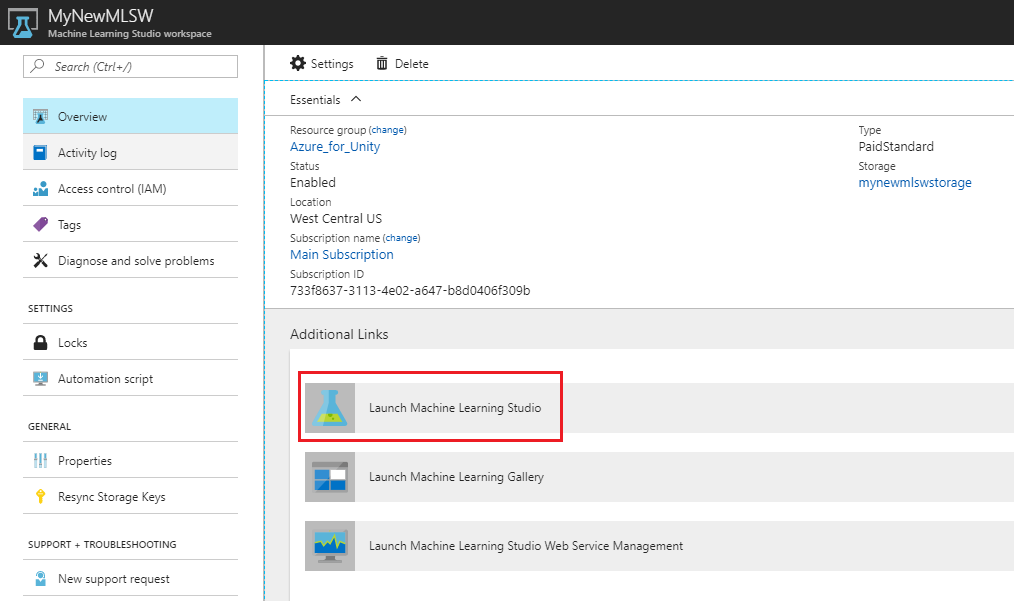 MyNewMLSW
Machine Learning Studio workspace
Search (Ctrl+/)
Overview
Activity log
Access control (IAM)
Tags
Diagnose and solve problems
SETTINGS
Locks
Automation script
GENERAL
Properties
Resync Storage Keys
SUPPORT + TROUBLESHOOTING
New support request
Settings
Delete
Essentials
Resource group (change)
Azure_for_Unity
Status
Enabled
Location
West Central US
Subscription name (change)
Main Subscription
Subscription ID
733f8637-3113-4e02-a647-b8d0406f309b
Type
PaidStandard
Storage
mynewmlswstorage
Additional Links
Launch Machine Learning Studio
Launch Machine Learning Gallery
Launch Machine Learning Studio Web Service Management